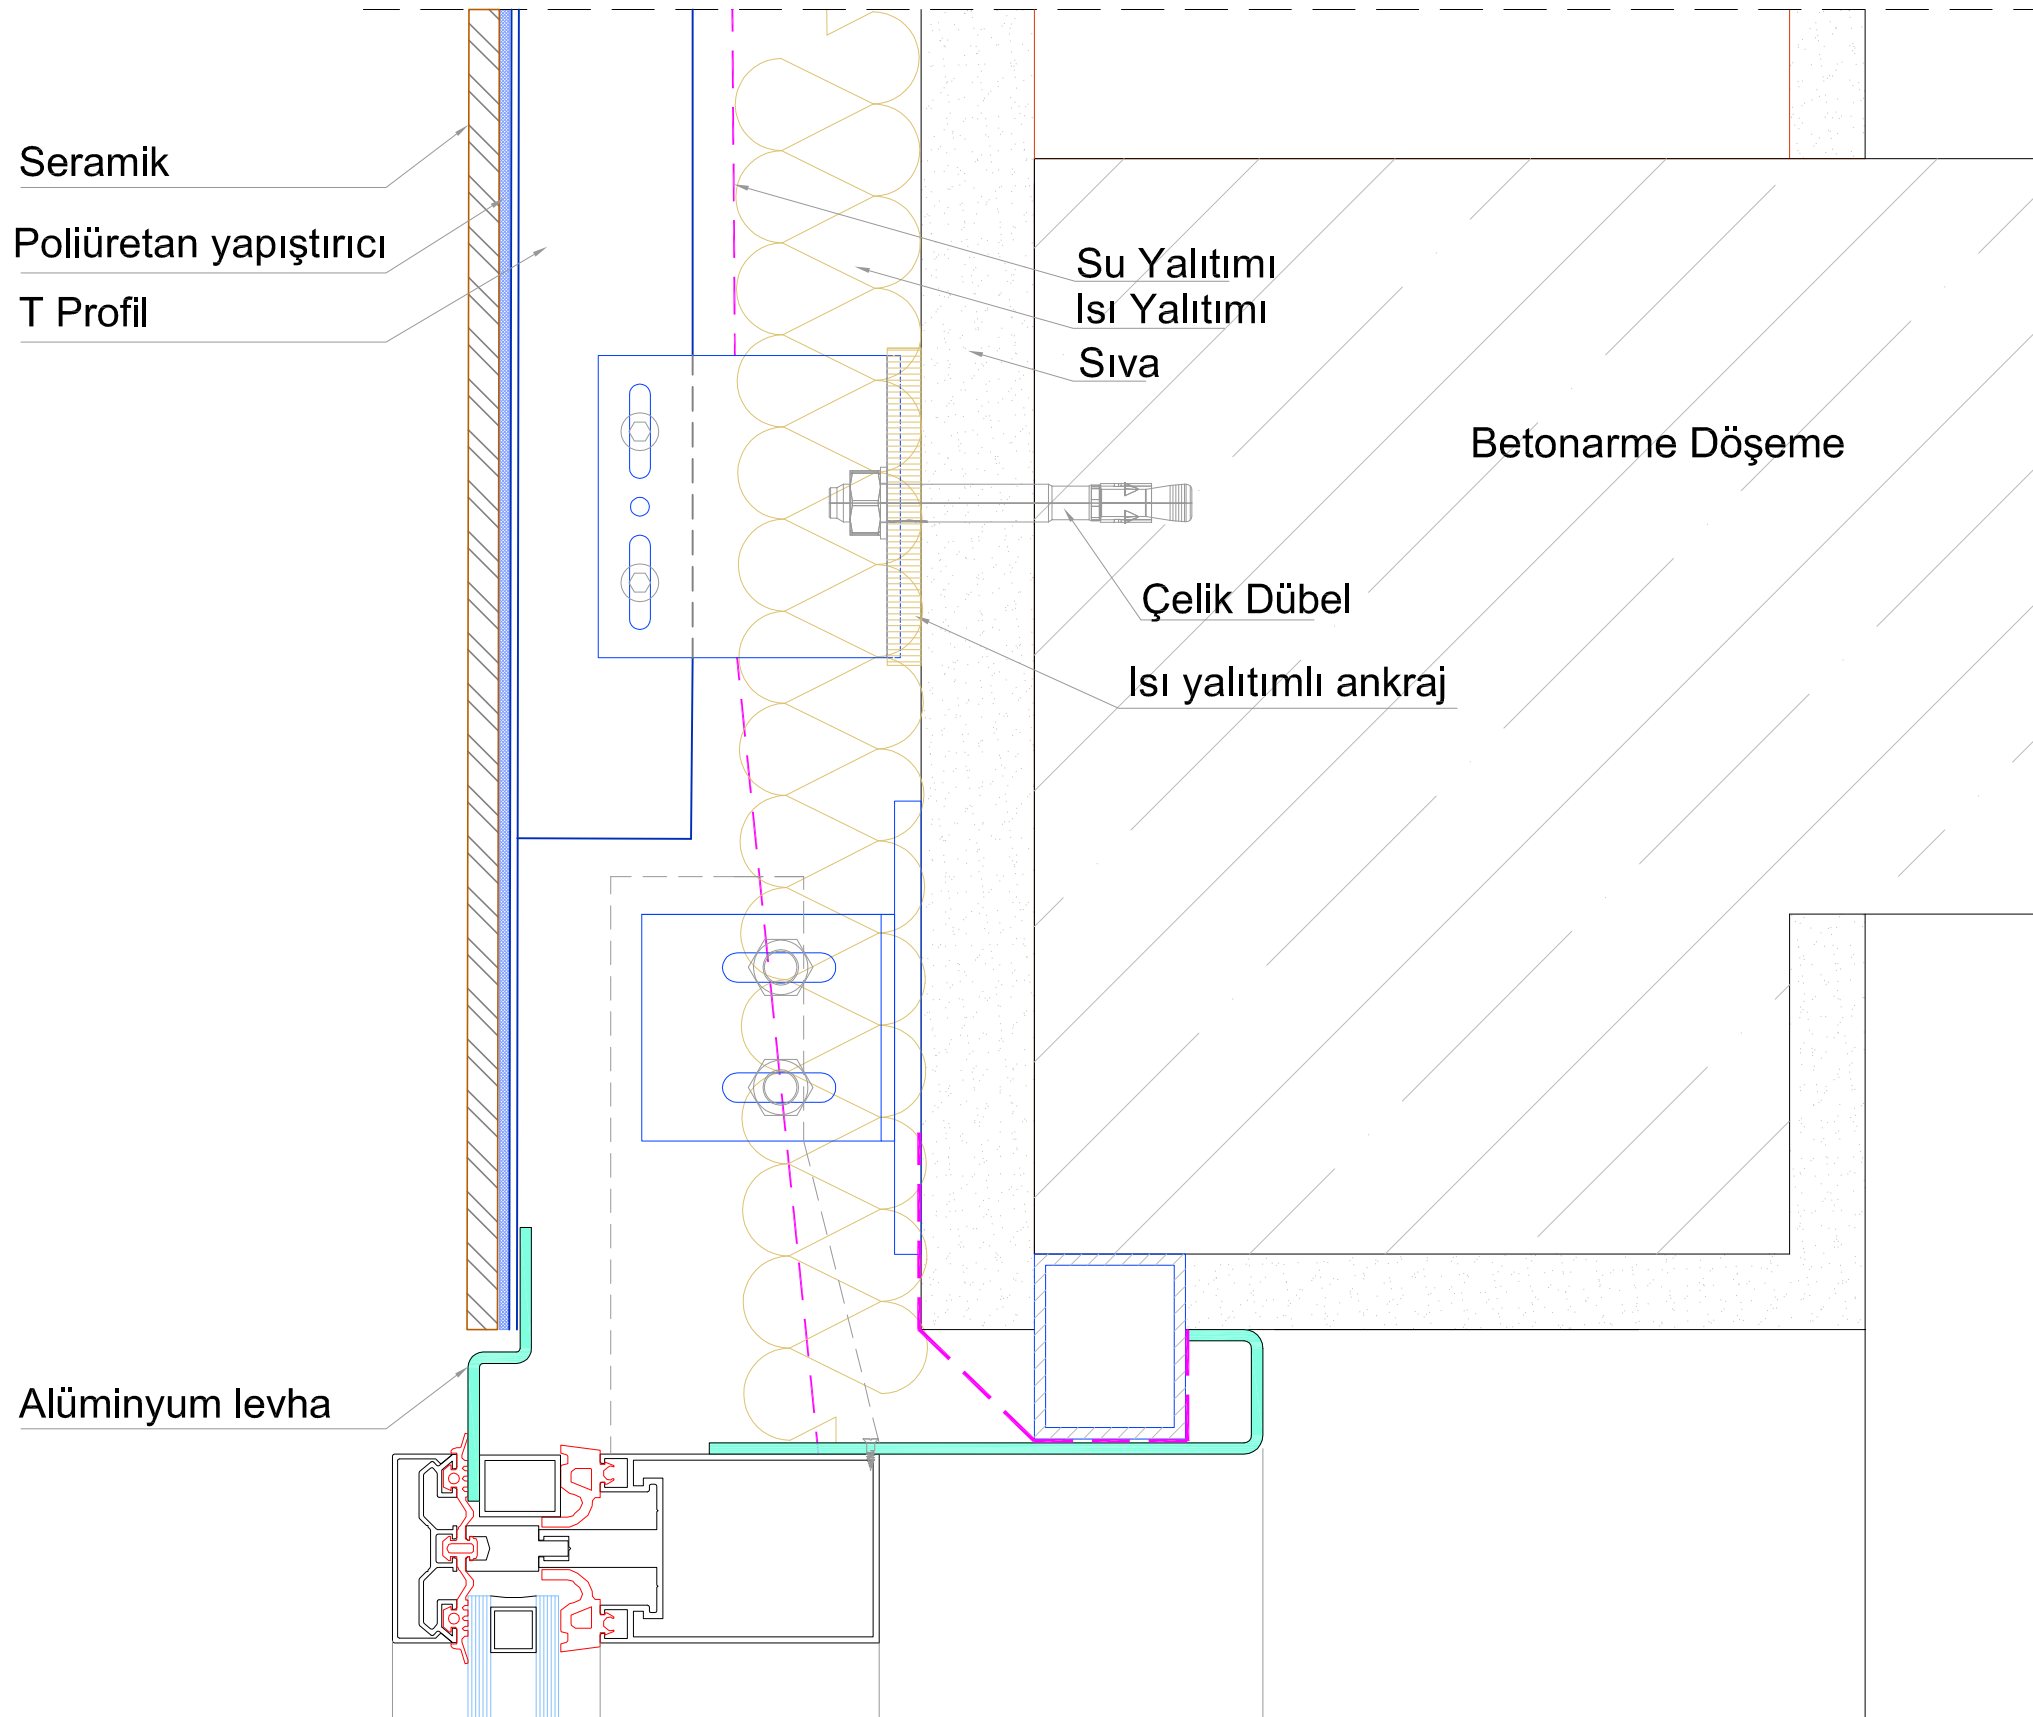 Seramik
Poliüretan yapıştırıcı
T Profil
Su Yalıtımı
Isı Yalıtımı
Sıva
Betonarme Döşeme
Çelik Dübel
Isı yalıtımlı ankraj
Alüminyum levha